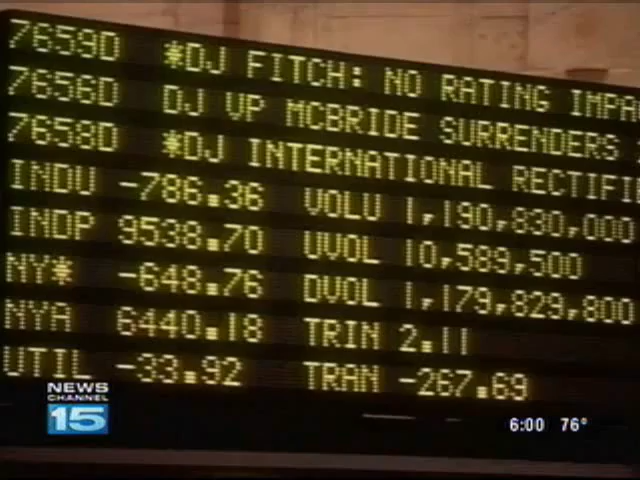 7659D *DJ FITCH: NO RATING IMPA
7656D DJ VP MCBRIDE SURRENDERS
7658D *DJ INTERNATIONAL RECTIFI
INDU -786.36 VOLU 1,190,830,000
INDP 9538.70 UVOL 10,589,500
NY* -648.76 DVOL 1,179,829,800
NYA 6440.18 TRIN 2.11
UTIL -33.92 TRAN -267.69
NEWS
CHANNEL
15
6:00 76°